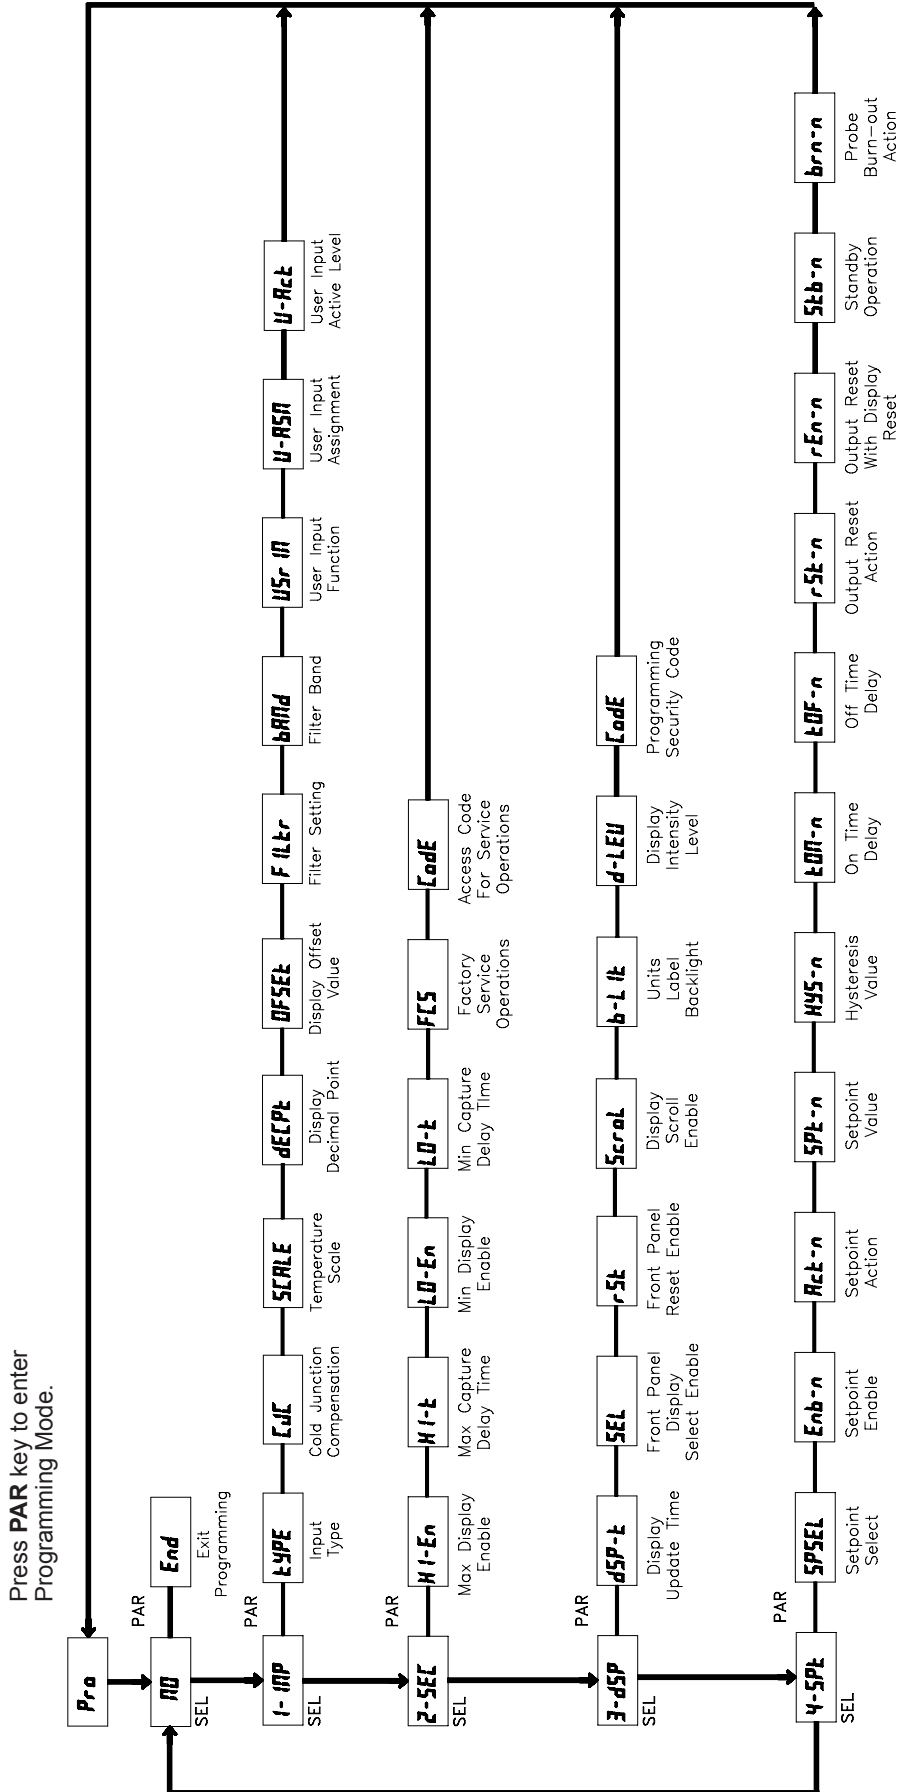 Press PAR key to enter
Programming Mode.
Pro
NO
SEL
PAR
End
Exit
Programming
1-INP
SEL
PAR
tYPE
Input
Type
CJC
Cold Junction
Compensation
SCALE
Temperature
Scale
dECPt
Display
Decimal Point
OFSEt
Display Offset
Value
FILtr
Filter Setting
bANd
Filter Band
USrIN
User Input
Function
U-ASN
User Input
Assignment
U-Act
User Input
Active Level
2-SEC
SEL
PAR
HI-En
Max Display
Enable
HI-t
Max Capture
Delay Time
LO-En
Min Display
Enable
LO-t
Min Capture
Delay TIme
FCS
Factory
Service
Operations
CodE
Access Code
For Service
Operations
3-dSP
SEL
PAR
dSP-t
Display
Update Time
SEL
Front Panel
Display
Select Enable
rSt
Front Panel
Reset Enable
ScroL
Display
Scroll
Enable
b-LIt
Units
Label
Backlight
d-LEV
Display
Intensity
Level
CodE
Programming
Security Code
4-SPt
SEL
PAR
SPSEL
Setpoint
Select
Enb-n
Setpoint
Enable
Act-n
Setpoint
Action
SPt-n
Setpoint
Value
HYS-n
Hysteresis
Value
tON-n
On Time
Delay
tOF-n
Off Time
Delay
rSt-n
Output Reset
Action
rEn-n
Output Reset
With Display
Reset
Stb-n
Standby
Operation
brn-n
Probe
Burn-out
Action